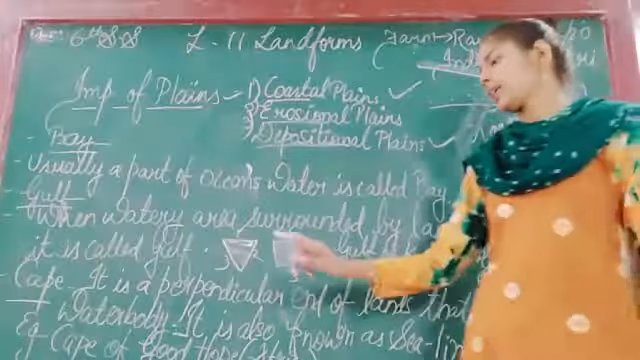 6th S.S L-11 Landforms
Imp of Plains 1) Coastal Plains
2) Erosional Plains
3) Depositional Plains
- Bay
- Usually a part of ocean's Water is called Bay
Gulf
- When watery area surrounded by
it is called gulf.
- Cape - It is a perpendicular end of lands that
Waterbody. It is also known as Sea-
Eg Cape of Good Hope